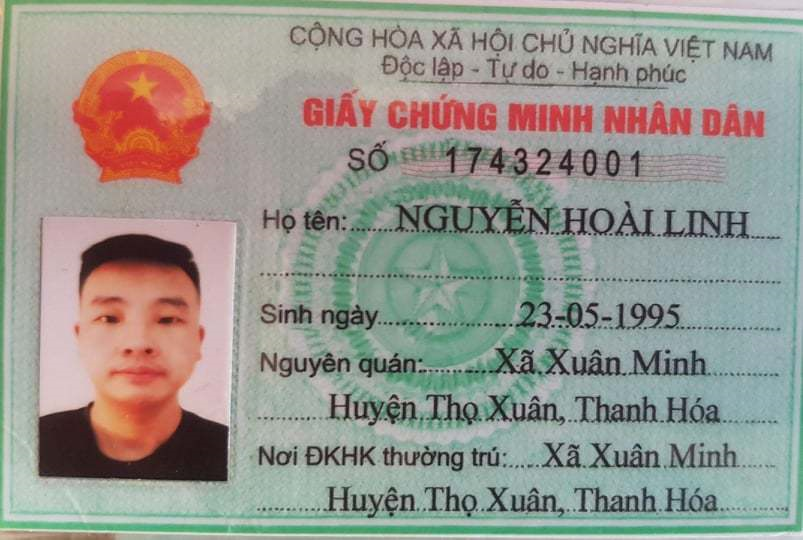 CỘNG HÒA XÃ HỘI CHỦ NGHĨA VIỆT NAM
Độc lập - Tự do - Hạnh phúc
GIẤY CHỨNG MINH NHÂN DÂN
SỐ 174324001
Họ tên: NGUYỄN HOÀI LINH
Sinh ngày 23-05-1995
Nguyên quán: Xã Xuân Minh
Huyện Thọ Xuân, Thanh Hóa
Nơi ĐKHK thường trú: Xã Xuân Minh
Huyện Thọ Xuân, Thanh Hóa